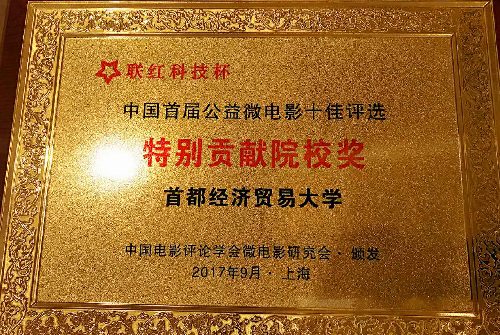 联红科技杯
中国首届公益微电影十佳评选
特别贡献院校奖
首都经济贸易大学
中国电影评论学会微电影研究会·颁发
2017年9月·上海